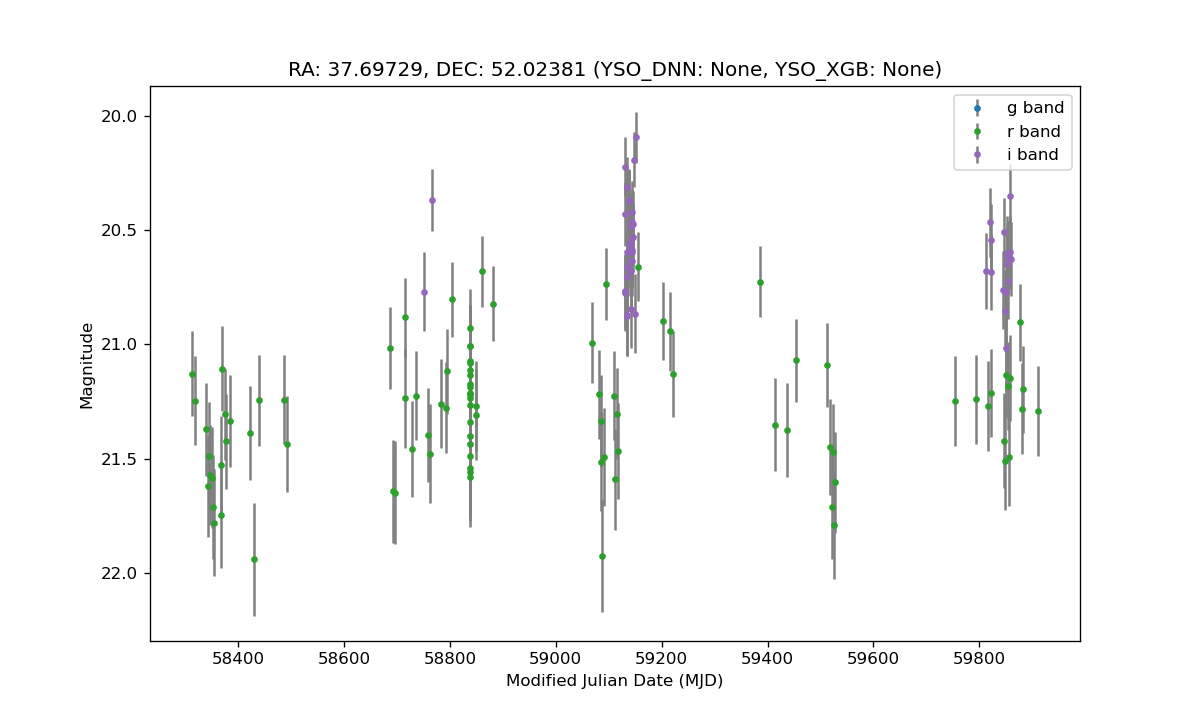 RA: 37.69729, DEC: 52.02381 (YSO_DNN: None, YSO_XGB: None)
g band
r band
i band
20.0
20.5
21.0
21.5
22.0
Magnitude
58400 58600 58800 59000 59200 59400 59600 59800
Modified Julian Date (MJD)